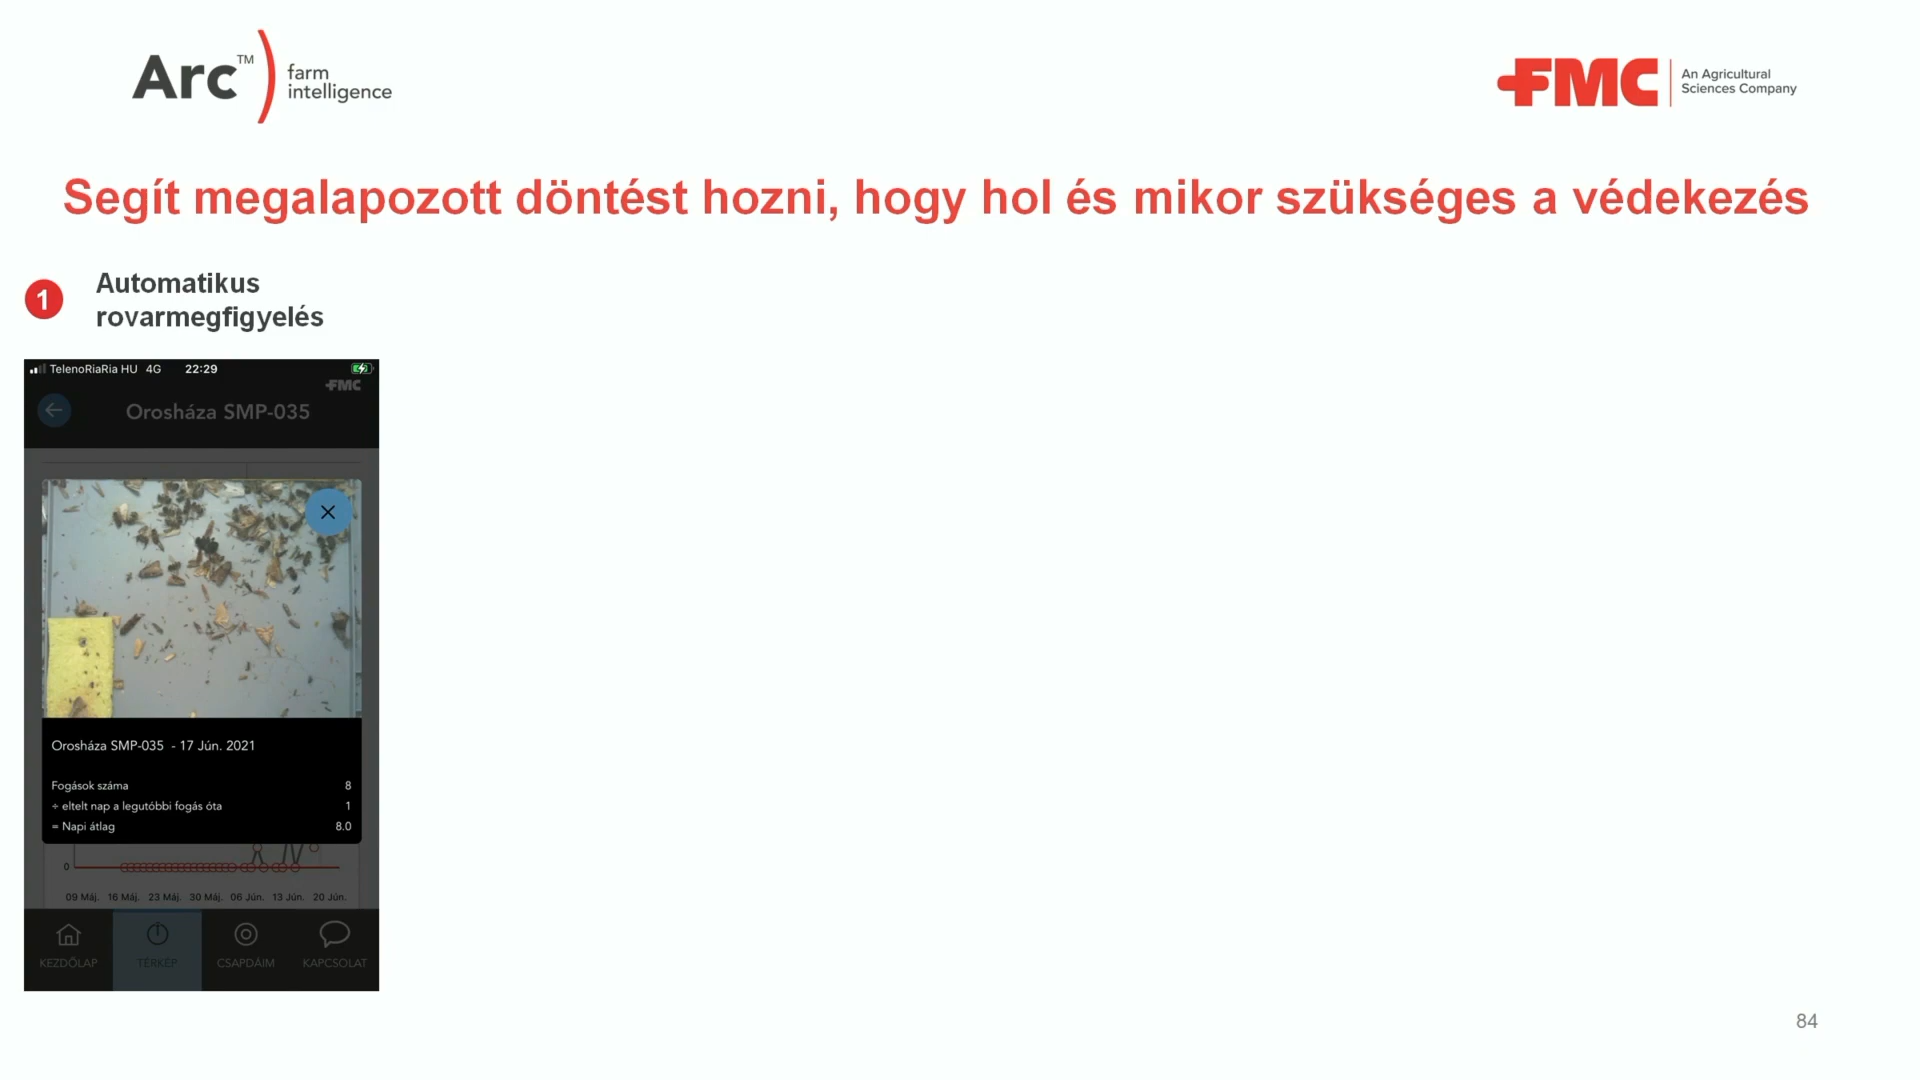 Arc™ farm
intelligence
FMC An Agricultural
Sciences Company
Segít megalapozott döntést hozni, hogy hol és mikor szükséges a védekezés
1 Automatikus
rovarmegfigyelés
TelenoRiaRia HU 4G 22:29
FMC
Orosháza SMP-035
Orosháza SMP-035 - 17 Jún. 2021
Fogások száma 8
÷ eltelt nap a legutóbbi fogás óta 1
= Napi átlag 8.0
0
09 Máj. 16 Máj. 23 Máj. 30 Máj. 06 Jún. 13 Jún. 20 Jún.
KEZDŐLAP TÉRKÉP CSAPDÁIM KAPCSOLAT
84